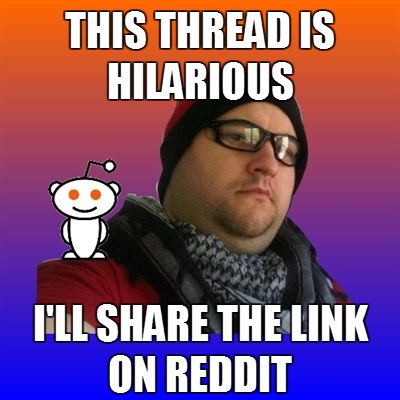 THIS THREAD IS
HILARIOUS
I'LL SHARE THE LINK
ON REDDIT